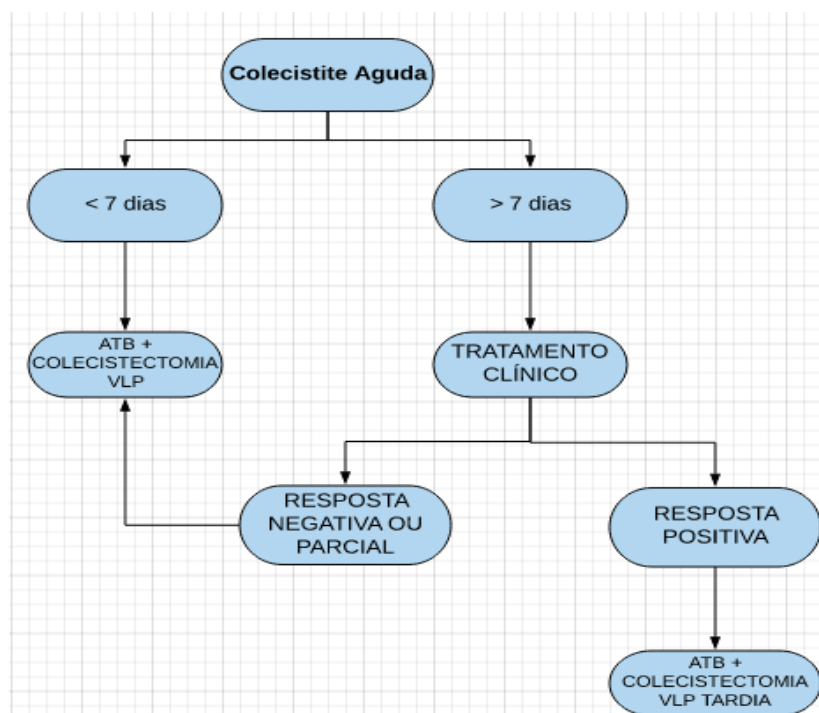 Colecistite Aguda
< 7 dias
> 7 dias
ATB +
COLECISTECTOMIA
VLP
TRATAMENTO
CLÍNICO
RESPOSTA
NEGATIVA OU
PARCIAL
RESPOSTA
POSITIVA
ATB +
COLECISTECTOMIA
VLP TARDIA